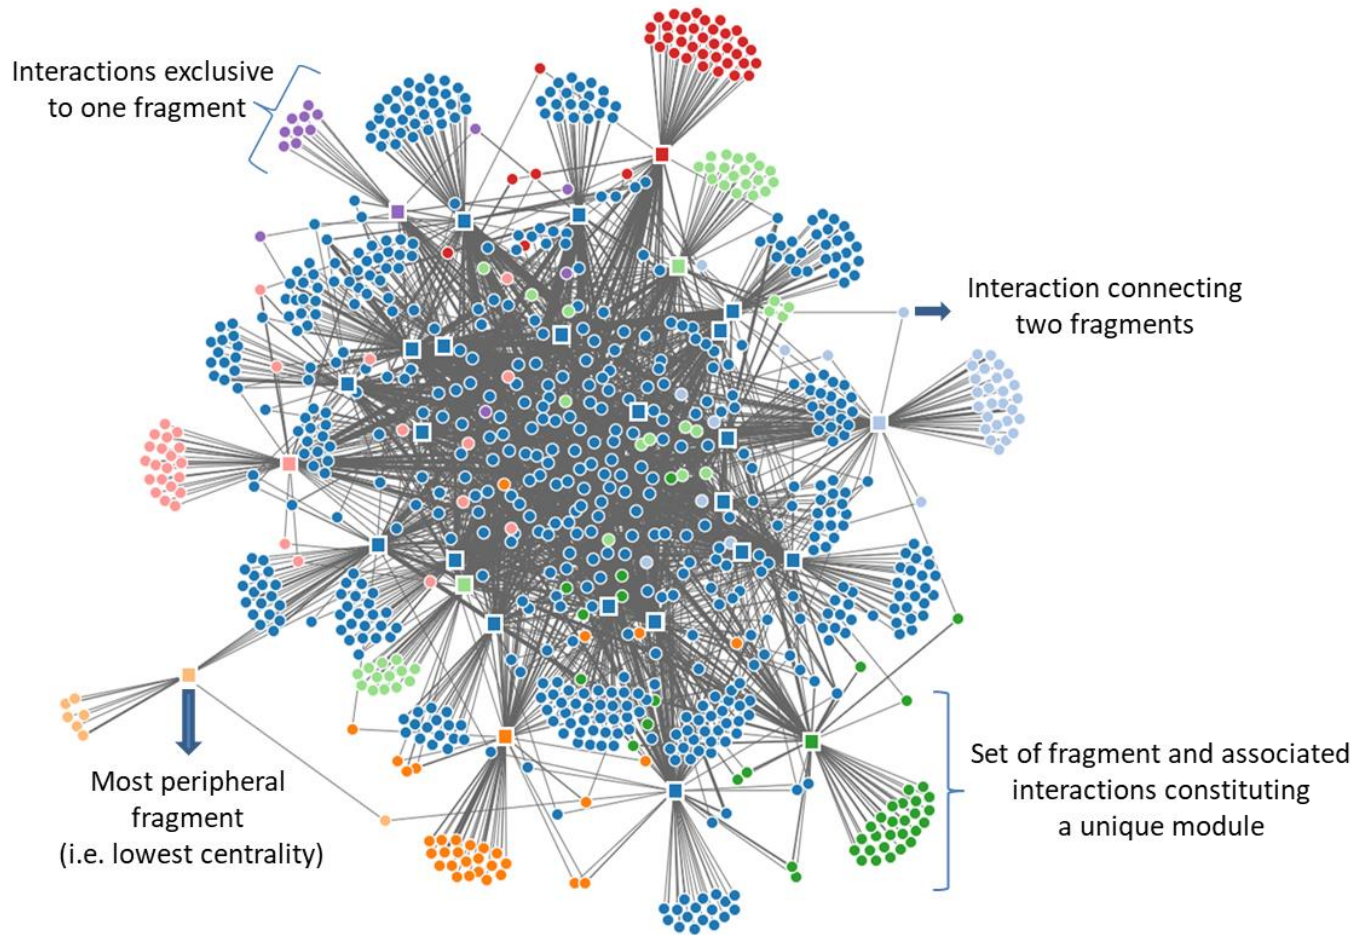 Interactions exclusive
to one fragment
Interaction connecting
two fragments
Most peripheral
fragment
(i.e. lowest centrality)
Set of fragment and associated
interactions constituting
a unique module